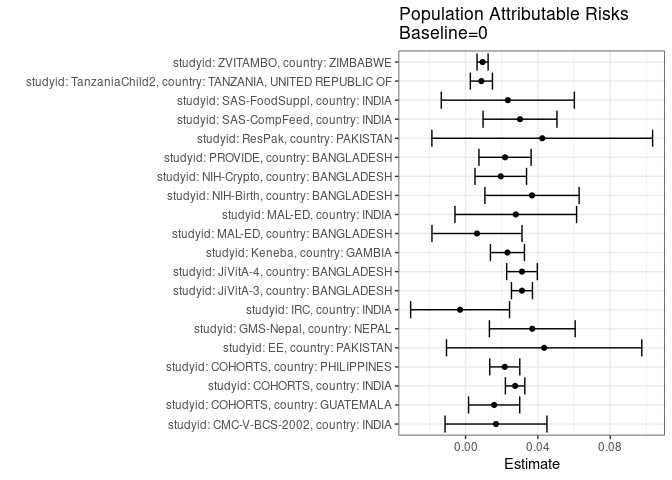 Population Attributable Risks
Baseline=0
studyid: ZVITAMBO, country: ZIMBABWE
studyid: TanzaniaChild2, country: TANZANIA, UNITED REPUBLIC OF
studyid: SAS-FoodSuppl, country: INDIA
studyid: SAS-CompFeed, country: INDIA
studyid: ResPak, country: PAKISTAN
studyid: PROVIDE, country: BANGLADESH
studyid: NIH-Crypto, country: BANGLADESH
studyid: NIH-Birth, country: BANGLADESH
studyid: MAL-ED, country: INDIA
studyid: MAL-ED, country: BANGLADESH
studyid: Keneba, country: GAMBIA
studyid: JiVitA-4, country: BANGLADESH
studyid: JiVitA-3, country: BANGLADESH
studyid: IRC, country: INDIA
studyid: GMS-Nepal, country: NEPAL
studyid: EE, country: PAKISTAN
studyid: COHORTS, country: PHILIPPINES
studyid: COHORTS, country: INDIA
studyid: COHORTS, country: GUATEMALA
studyid: CMC-V-BCS-2002, country: INDIA
0.00 0.04 0.08
Estimate